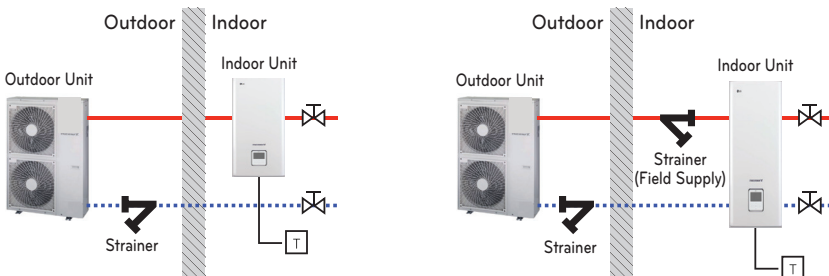 Outdoor Indoor
Outdoor Unit
Indoor Unit
Strainer
T
Outdoor Indoor
Outdoor Unit
Indoor Unit
Strainer
(Field Supply)
Strainer
T